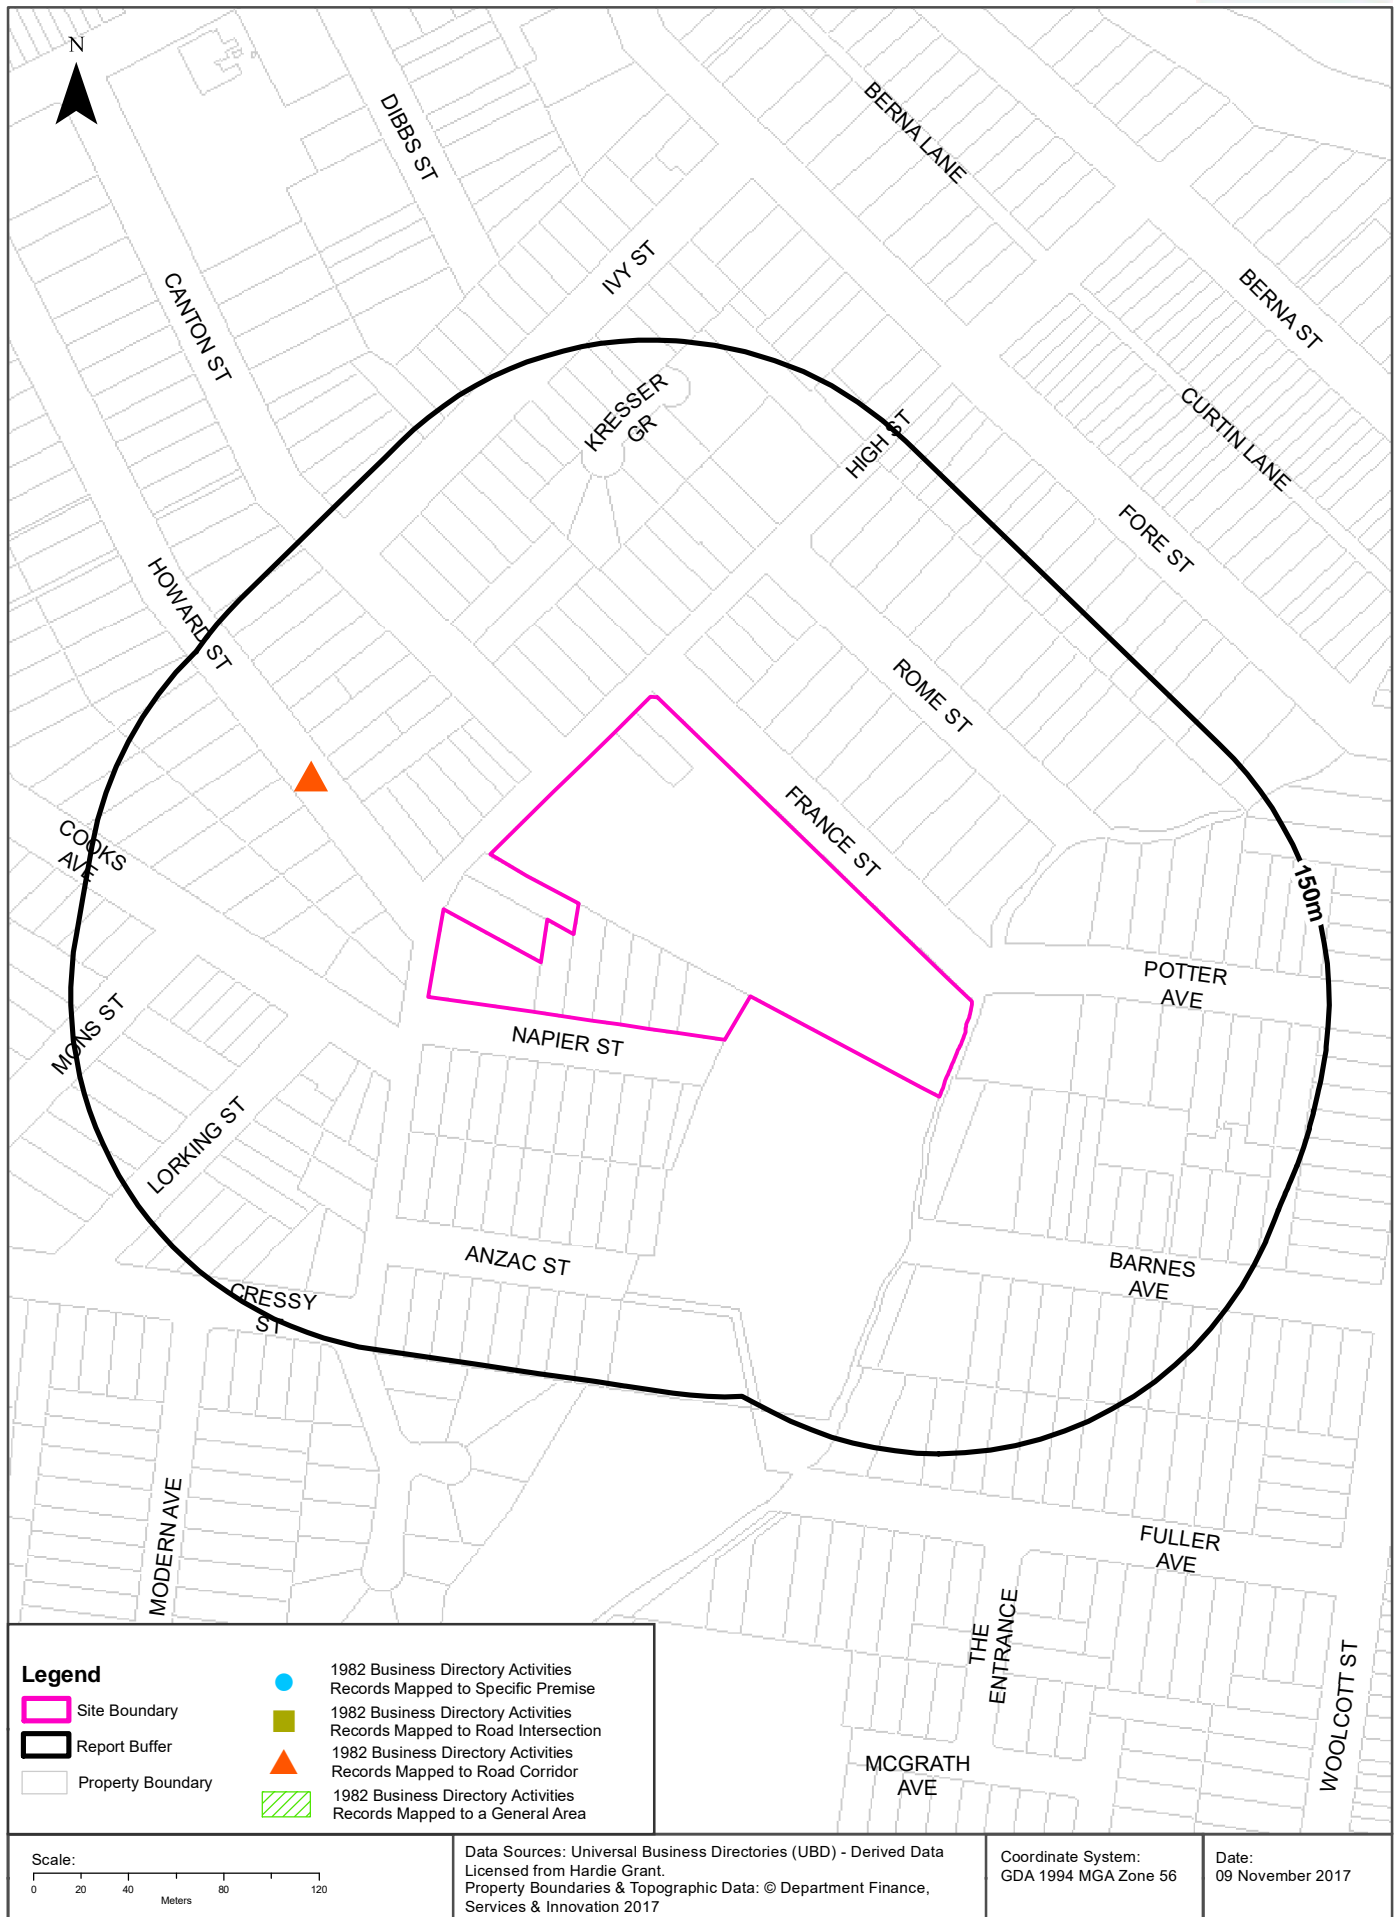 N
DIBBS ST
BERNA LANE
IVY ST
CANTON ST
BERNA ST
KRESSER
GR
CURTIN LANE
HIGH ST
FORE ST
HOWARD ST
ROME ST
FRANCE ST
COOKS
AVE
150m
POTTER
AVE
MONS ST
NAPIER ST
LORKING ST
ANZAC ST
BARNES
AVE
CRESSY
ST
MODERN AVE
FULLER
AVE
THE
ENTRANCE
WOOLCOTT ST
MCGRATH
AVE
Legend
Site Boundary
Report Buffer
Property Boundary
1982 Business Directory Activities
Records Mapped to Specific Premise
1982 Business Directory Activities
Records Mapped to Road Intersection
1982 Business Directory Activities
Records Mapped to Road Corridor
1982 Business Directory Activities
Records Mapped to a General Area
Scale:
0 20 40 80 120
Meters
Data Sources: Universal Business Directories (UBD) - Derived Data
Licensed from Hardie Grant.
Property Boundaries & Topographic Data: © Department Finance,
Services & Innovation 2017
Coordinate System:
GDA 1994 MGA Zone 56
Date:
09 November 2017